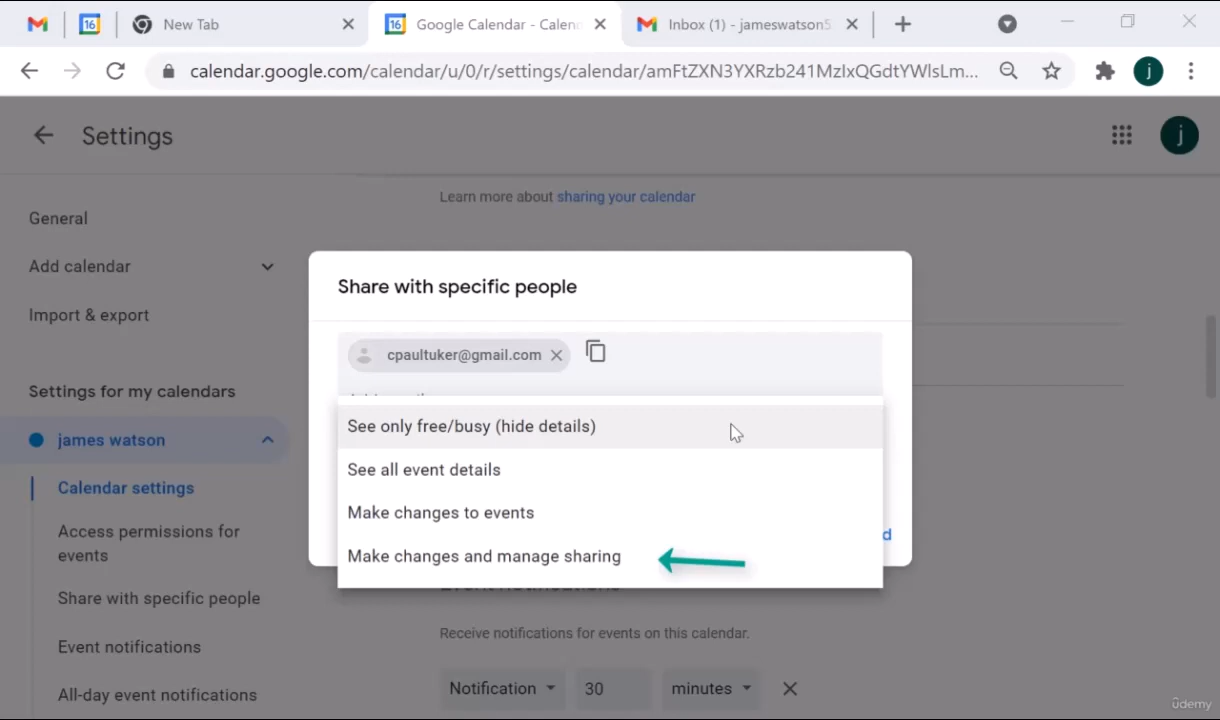 16
New Tab
16
Google Calendar - Calen
Inbox (1) - jameswatson5
calendar.google.com/calendar/u/0/r/settings/calendar/amFtZXN3YXRzb241MzIxQGdtYWlsLm...
j
Settings
j
Learn more about sharing your calendar
General
Add calendar
Import & export
Share with specific people
cpaultuker@gmail.com
Settings for my calendars
See only free/busy (hide details)
james watson
See all event details
Calendar settings
Make changes to events
Access permissions for
events
d
Make changes and manage sharing
Share with specific people
Receive notifications for events on this calendar.
Event notifications
Notification 30 minutes
All-day event notifications
ûdemy